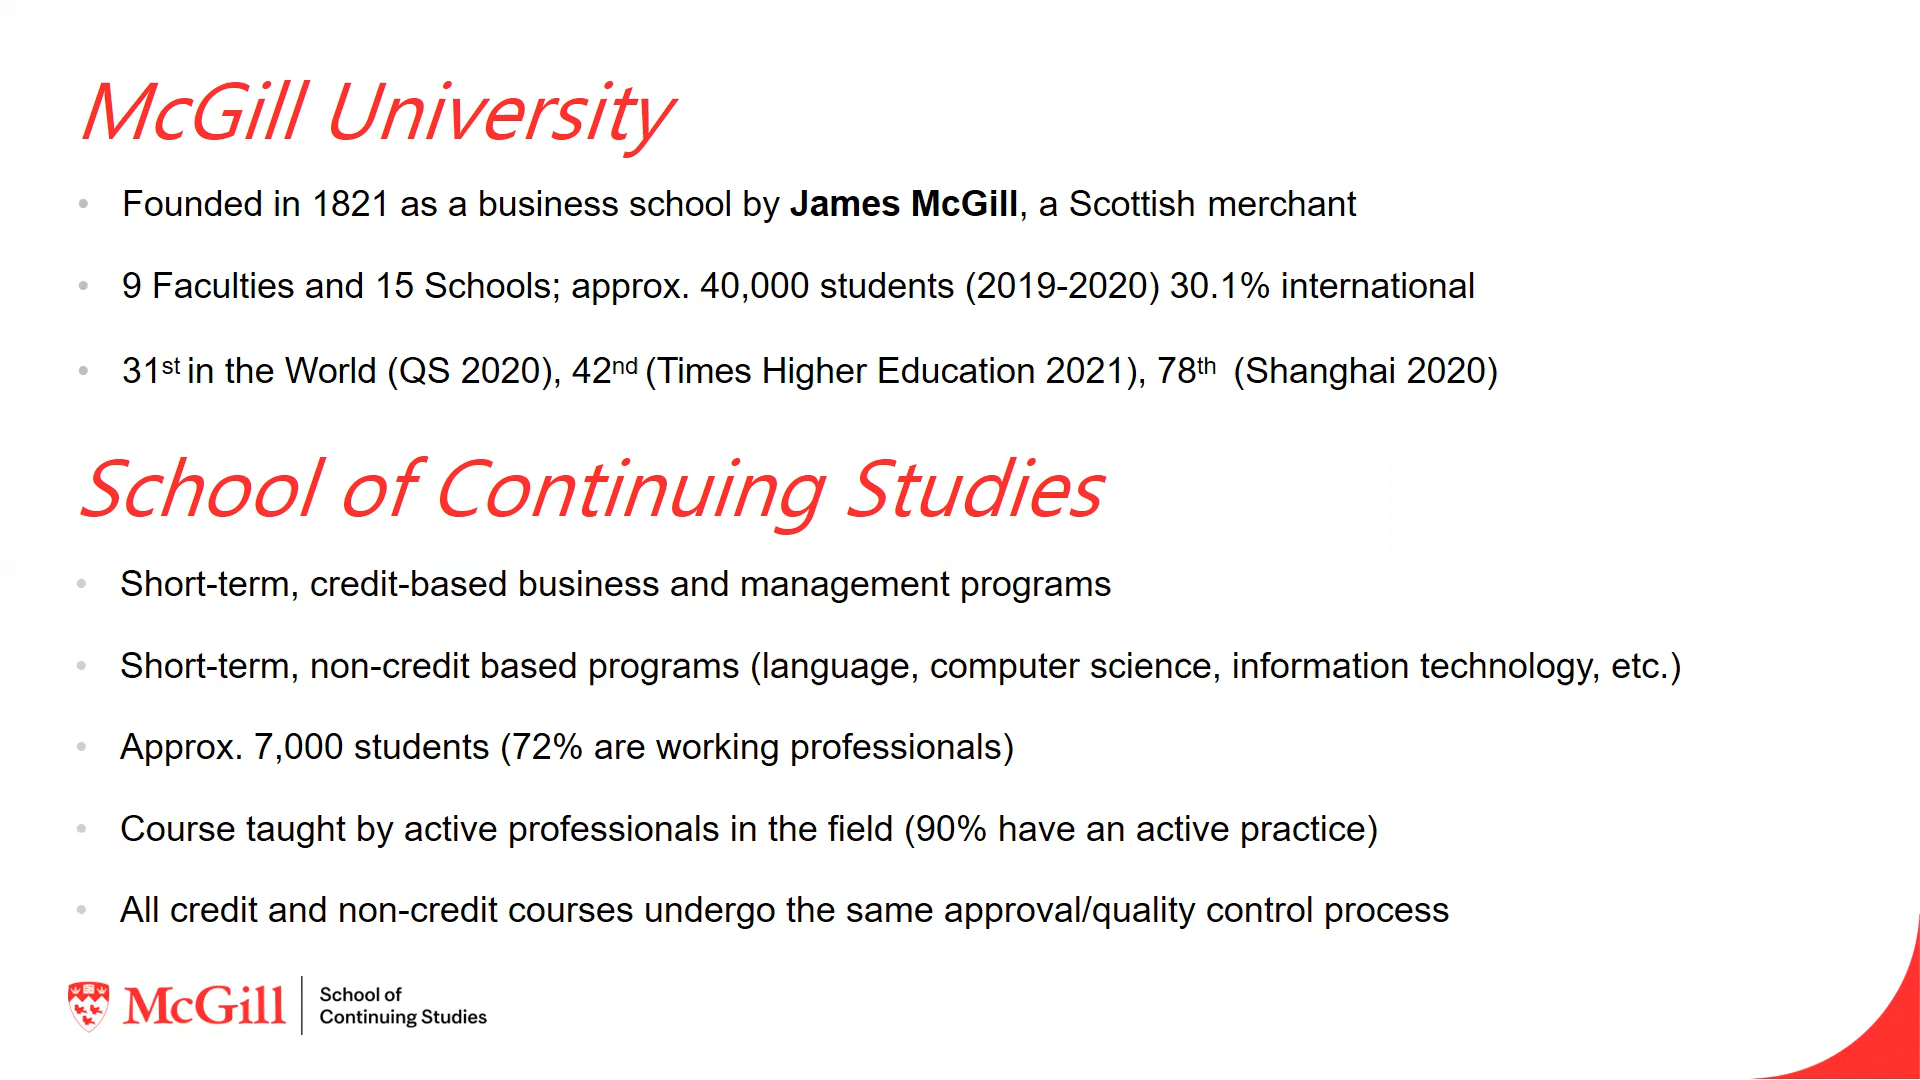 McGill University
• Founded in 1821 as a business school by James McGill, a Scottish merchant
• 9 Faculties and 15 Schools; approx. 40,000 students (2019-2020) 30.1% international
• 31st in the World (QS 2020), 42nd (Times Higher Education 2021), 78th (Shanghai 2020)
School of Continuing Studies
• Short-term, credit-based business and management programs
• Short-term, non-credit based programs (language, computer science, information technology, etc.)
• Approx. 7,000 students (72% are working professionals)
• Course taught by active professionals in the field (90% have an active practice)
• All credit and non-credit courses undergo the same approval/quality control process
McGill
School of
Continuing Studies